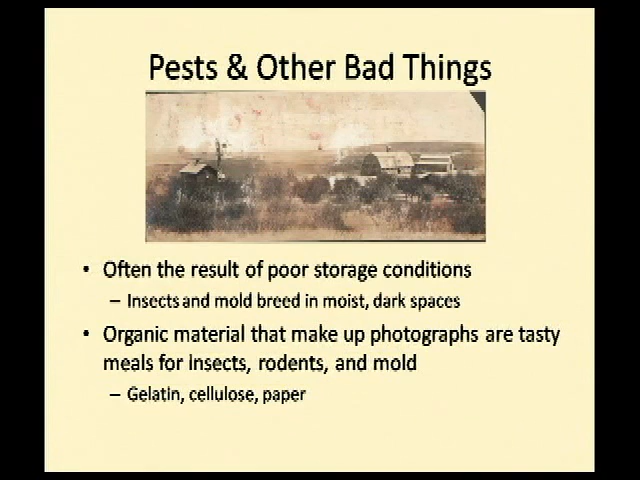 Pests & Other Bad Things
• Often the result of poor storage conditions
– Insects and mold breed in moist, dark spaces
• Organic material that make up photographs are tasty
meals for insects, rodents, and mold
– Gelatin, cellulose, paper